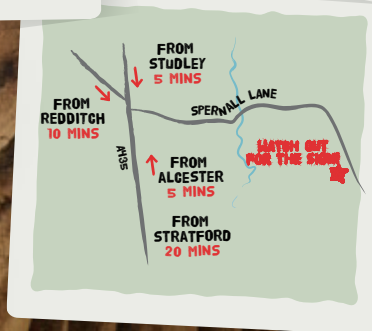 FROM
STUDLEY
5 MINS
FROM
REDDITCH
10 MINS
SPERNALL LANE
A435
WATCH OUT
FOR THE SIGN!
FROM
ALCESTER
5 MINS
FROM
STRATFORD
20 MINS